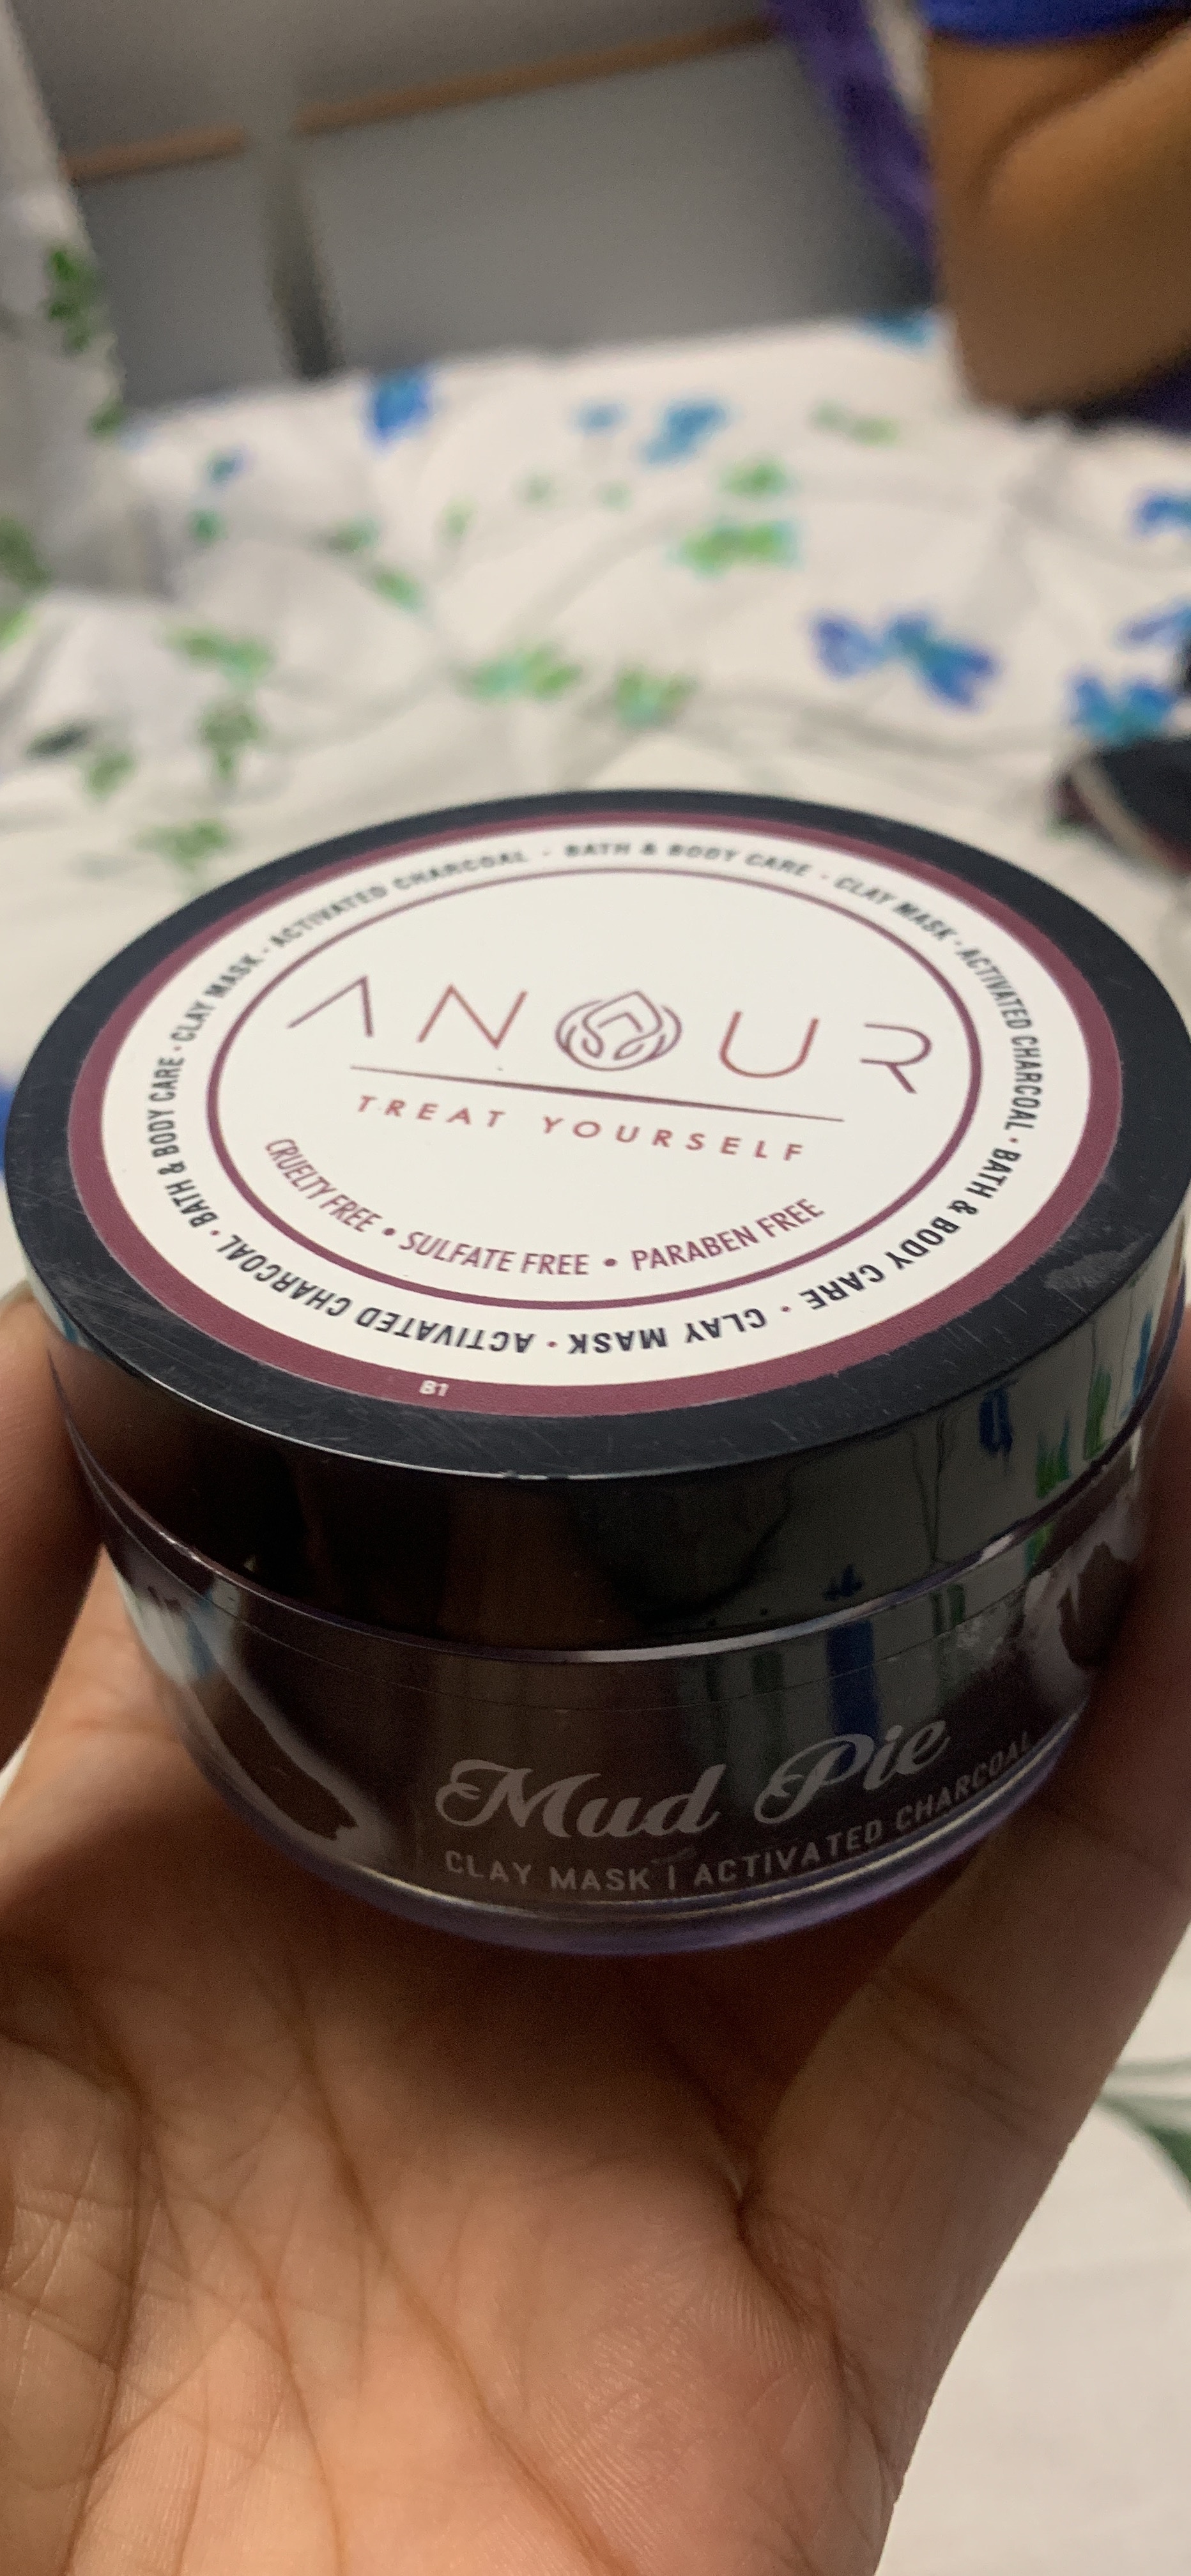 ACTIVATED CHARCOAL · BATH & BODY CARE · CLAY MASK · ACTIVATED CHARCOAL · BATH & BODY CARE · CLAY MASK · ACTIVATED CHARCOAL · BATH & BODY CARE · CLAY MASK ·
ANOUR
TREAT YOURSELF
CRUELTY FREE • SULFATE FREE • PARABEN FREE
B1
Mud Pie
CLAY MASK | ACTIVATED CHARCOAL